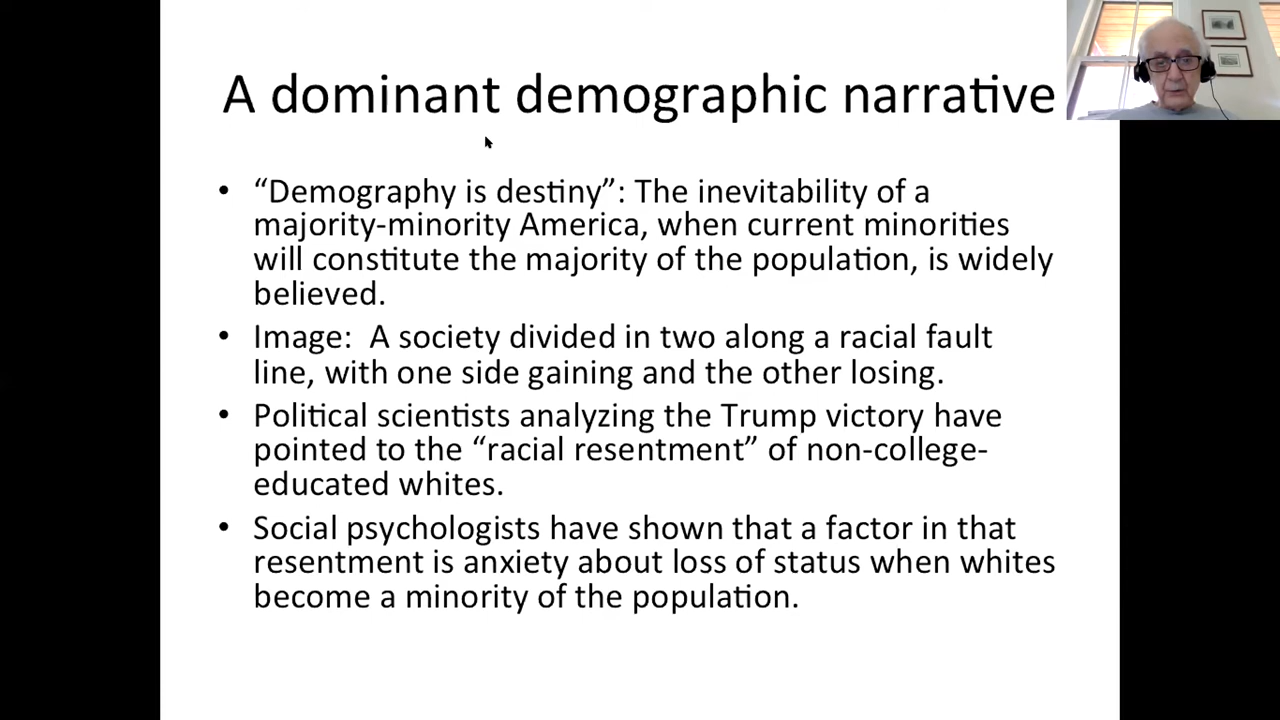 A dominant demographic narrative
• “Demography is destiny”: The inevitability of a
majority-minority America, when current minorities
will constitute the majority of the population, is widely
believed.
• Image:  A society divided in two along a racial fault
line, with one side gaining and the other losing.
• Political scientists analyzing the Trump victory have
pointed to the “racial resentment” of non-college-
educated whites.
• Social psychologists have shown that a factor in that
resentment is anxiety about loss of status when whites
become a minority of the population.